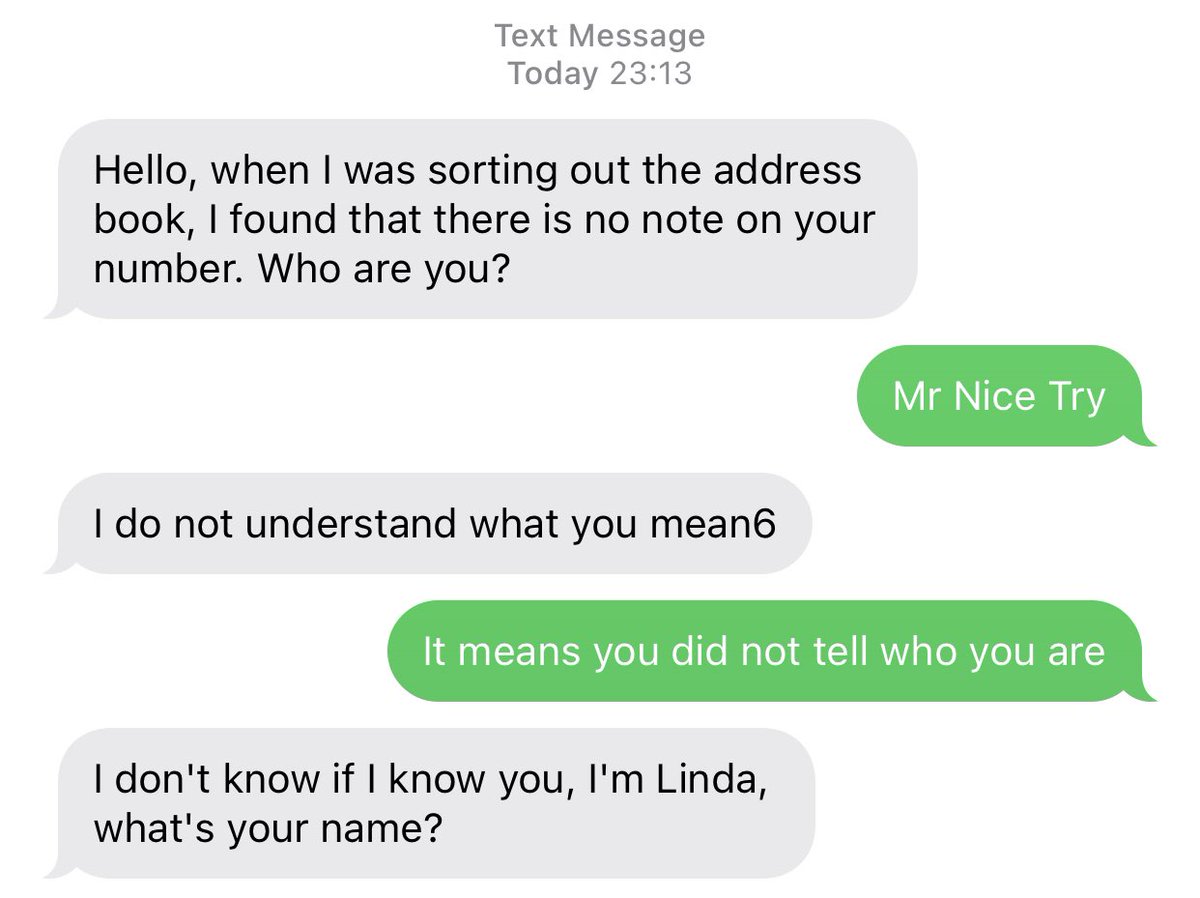 Text Message
Today 23:13
Hello, when I was sorting out the address
book, I found that there is no note on your
number. Who are you?
Mr Nice Try
I do not understand what you mean6
It means you did not tell who you are
I don't know if I know you, I'm Linda,
what's your name?